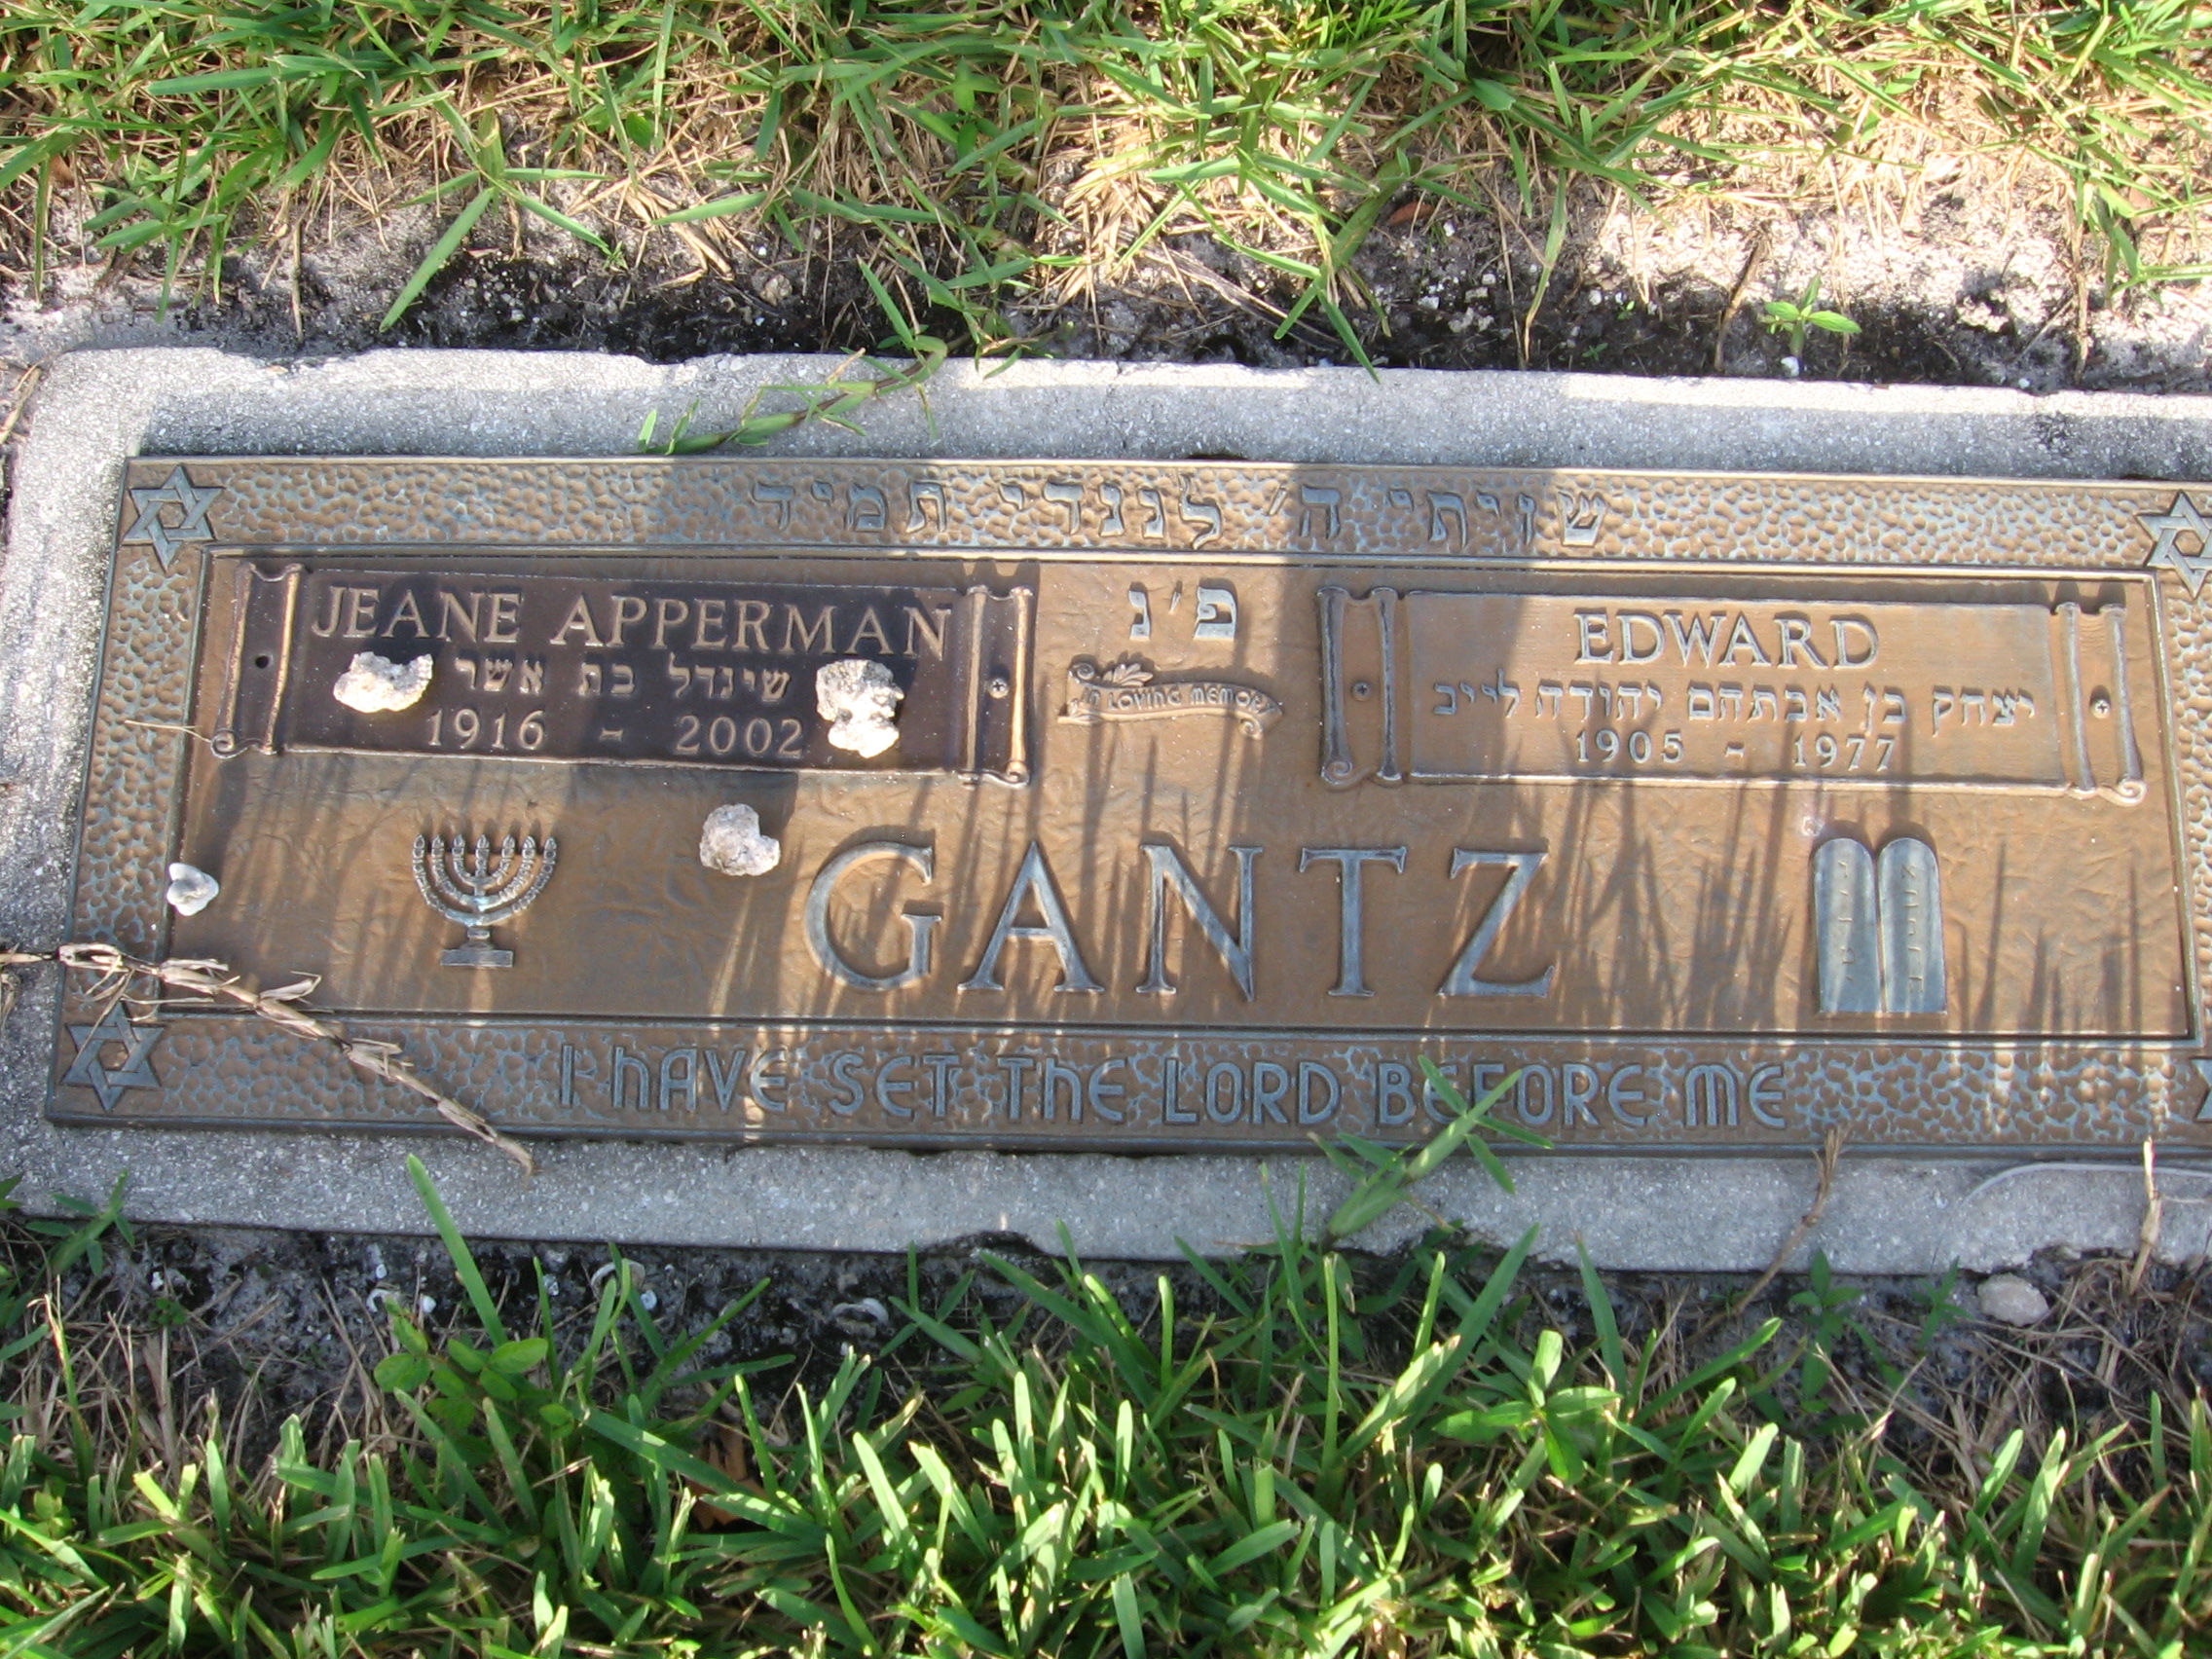 שויתי ה׳ לנגדי תמיד
JEANE APPERMAN
שינדל בת אשר
1916 - 2002
פ׳נ
IN LOVING MEMORY
EDWARD
יצחק בן אבתהם יהודה לייב
1905 - 1977
GANTZ
I HAVE SET THE LORD BEFORE ME